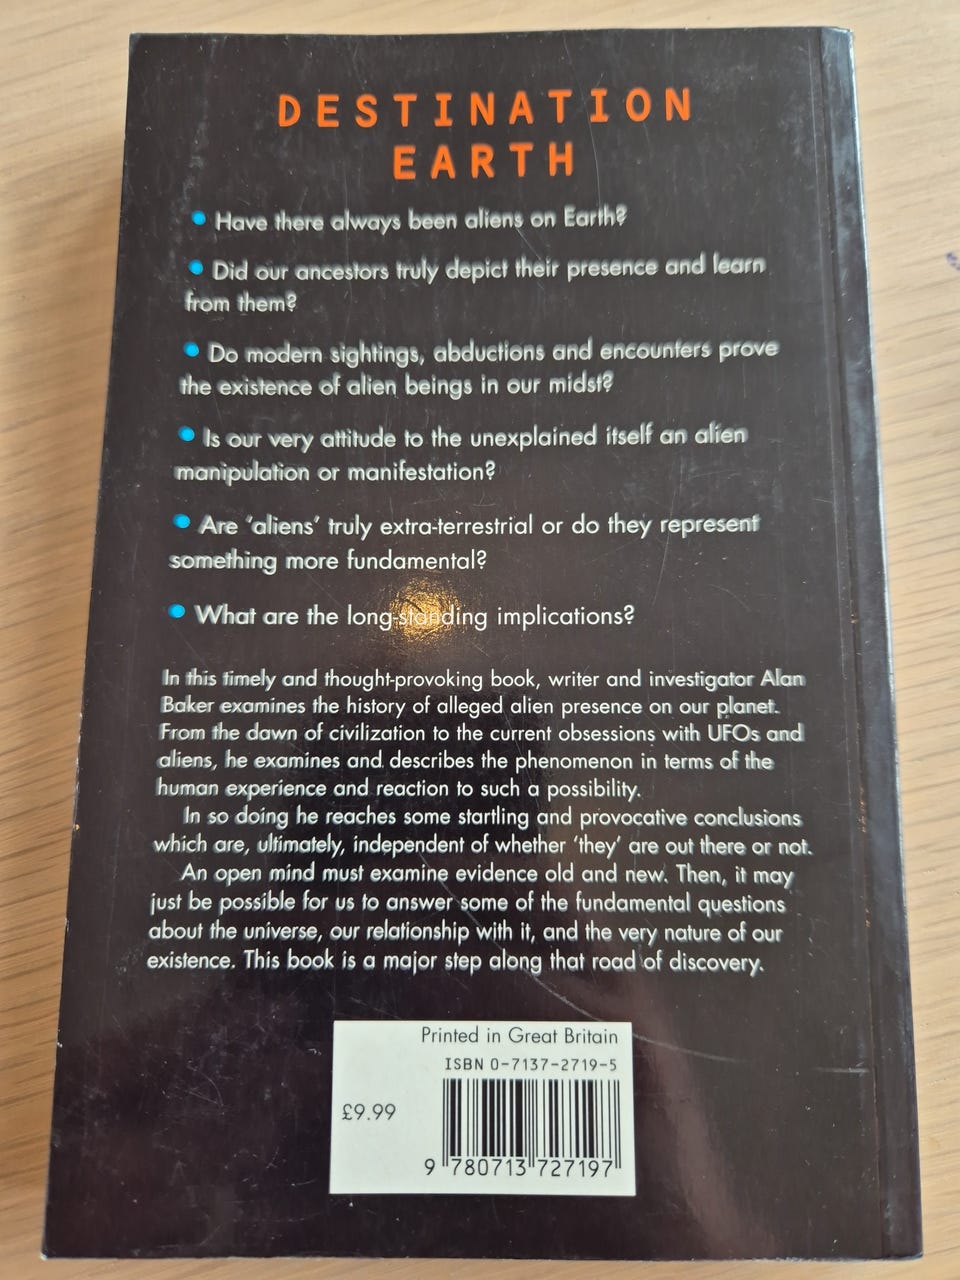 DESTINATION
EARTH
• Have there always been aliens on Earth?
• Did our ancestors truly depict their presence and learn
from them?
• Do modern sightings, abductions and encounters prove
the existence of alien beings in our midst?
• Is our very attitude to the unexplained itself an alien
manipulation or manifestation?
• Are ‘aliens’ truly extra-terrestrial or do they represent
something more fundamental?
• What are the long-standing implications?
In this timely and thought-provoking book, writer and investigator Alan
Baker examines the history of alleged alien presence on our planet.
From the dawn of civilization to the current obsessions with UFOs and
aliens, he examines and describes the phenomenon in terms of the
human experience and reaction to such a possibility.
In so doing he reaches some startling and provocative conclusions
which are, ultimately, independent of whether ‘they’ are out there or not.
An open mind must examine evidence old and new. Then, it may
just be possible for us to answer some of the fundamental questions
about the universe, our relationship with it, and the very nature of our
existence. This book is a major step along that road of discovery.
Printed in Great Britain
ISBN 0-7137-2719-5
£9.99
9 780713 727197